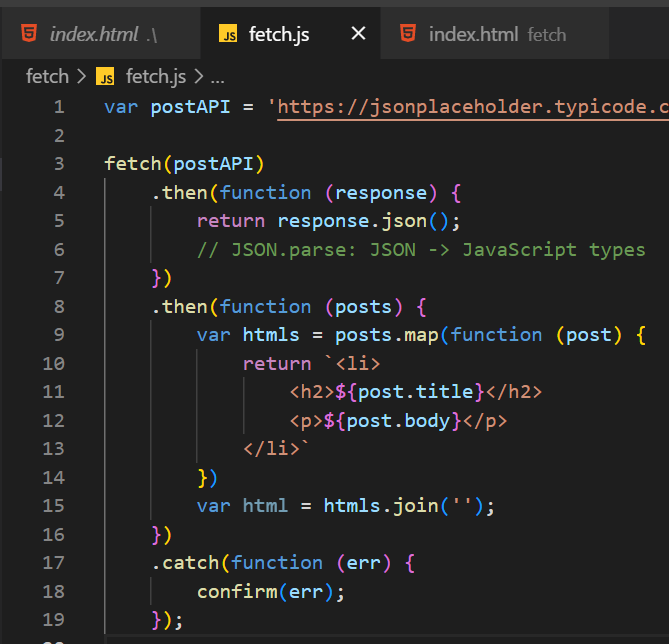 index.html .\ JS fetch.js × index.html fetch
fetch > JS fetch.js > ...
1 var postAPI = 'https://jsonplaceholder.typicode.c
2
3 fetch(postAPI)
4 .then(function (response) {
5 return response.json();
6 // JSON.parse: JSON -> JavaScript types
7 })
8 .then(function (posts) {
9 var htmls = posts.map(function (post) {
10 return `<li>
11 <h2>${post.title}</h2>
12 <p>${post.body}</p>
13 </li>`
14 })
15 var html = htmls.join('');
16 })
17 .catch(function (err) {
18 confirm(err);
19 });